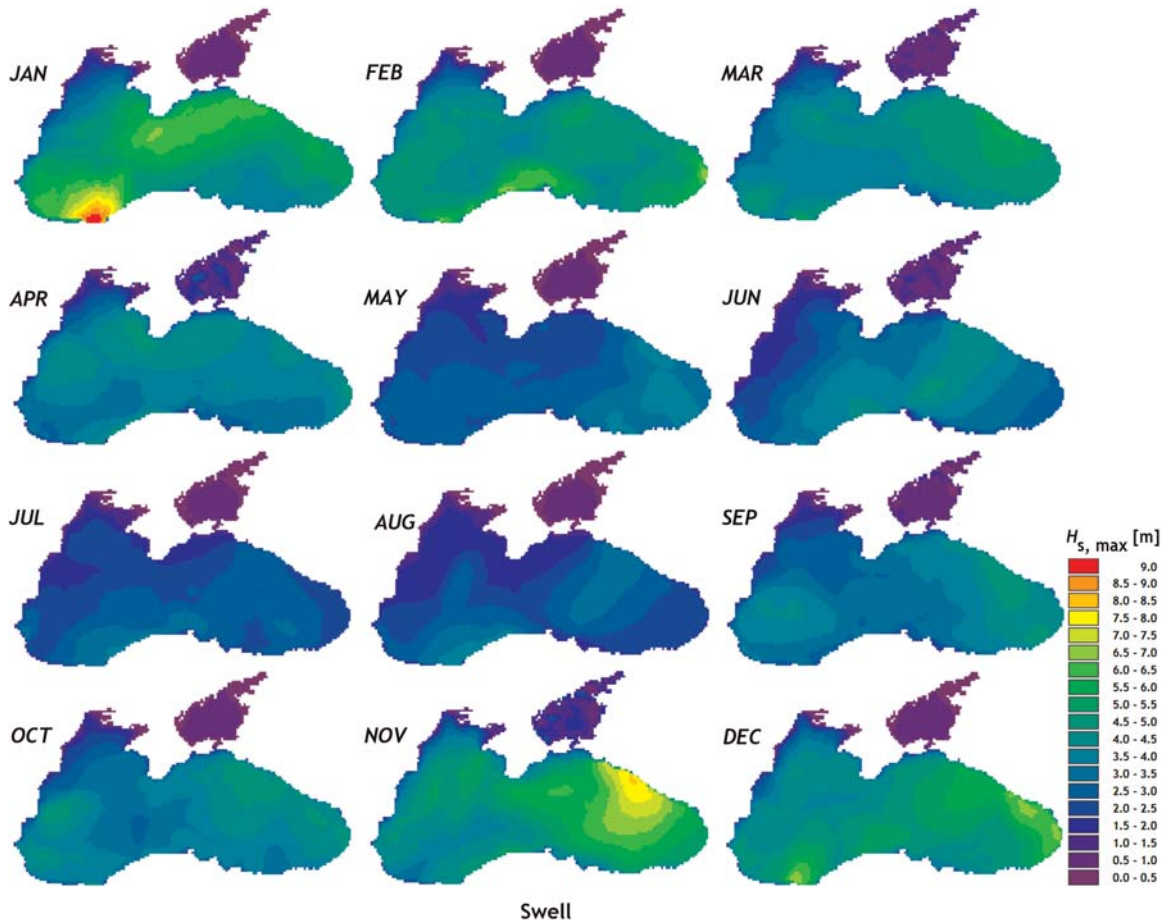 JAN
FEB
MAR
APR
MAY
JUN
JUL
AUG
SEP
OCT
NOV
DEC
Hs, max [m]
9.0
8.5 - 9.0
8.0 - 8.5
7.5 - 8.0
7.0 - 7.5
6.5 - 7.0
6.0 - 6.5
5.5 - 6.0
5.0 - 5.5
4.5 - 5.0
4.0 - 4.5
3.5 - 4.0
3.0 - 3.5
2.5 - 3.0
2.0 - 2.5
1.5 - 2.0
1.0 - 1.5
0.5 - 1.0
0.0 - 0.5
Swell